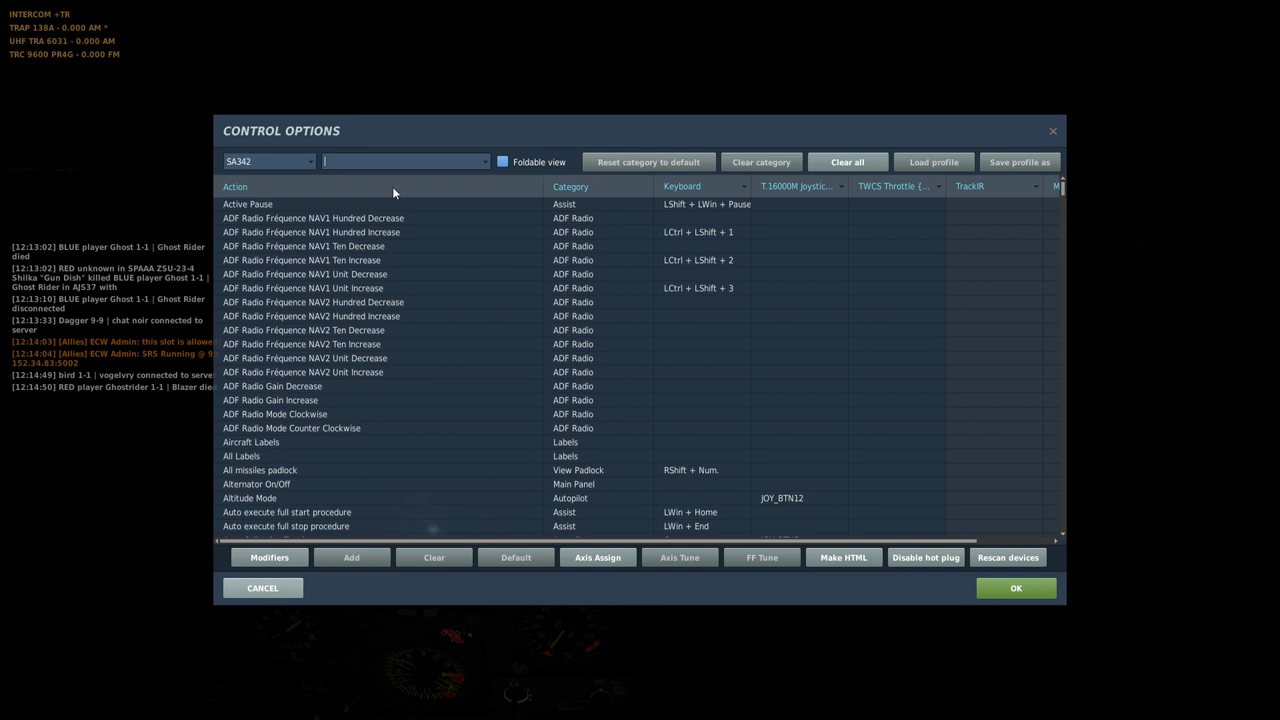 INTERCOM +TR
TRAP 138A - 0.000 AM *
UHF TRA 6031 - 0.000 AM
TRC 9600 PR4G - 0.000 FM
CONTROL OPTIONS
SA342
Foldable view
Reset category to default
Clear category
Clear all
Load profile
Save profile as
Action Category Keyboard T.16000M Joystic... TWCS Throttle {... TrackIR M
Active Pause Assist LShift + LWin + Pause
ADF Radio Fréquence NAV1 Hundred Decrease ADF Radio
ADF Radio Fréquence NAV1 Hundred Increase ADF Radio LCtrl + LShift + 1
ADF Radio Fréquence NAV1 Ten Decrease ADF Radio
ADF Radio Fréquence NAV1 Ten Increase ADF Radio LCtrl + LShift + 2
ADF Radio Fréquence NAV1 Unit Decrease ADF Radio
ADF Radio Fréquence NAV1 Unit Increase ADF Radio LCtrl + LShift + 3
ADF Radio Fréquence NAV2 Hundred Decrease ADF Radio
ADF Radio Fréquence NAV2 Hundred Increase ADF Radio
ADF Radio Fréquence NAV2 Ten Decrease ADF Radio
ADF Radio Fréquence NAV2 Ten Increase ADF Radio
ADF Radio Fréquence NAV2 Unit Decrease ADF Radio
ADF Radio Fréquence NAV2 Unit Increase ADF Radio
ADF Radio Gain Decrease ADF Radio
ADF Radio Gain Increase ADF Radio
ADF Radio Mode Clockwise ADF Radio
ADF Radio Mode Counter Clockwise ADF Radio
Aircraft Labels Labels
All Labels Labels
All missiles padlock View Padlock RShift + Num.
Alternator On/Off Main Panel
Altitude Mode Autopilot JOY_BTN12
Auto execute full start procedure Assist LWin + Home
Auto execute full stop procedure Assist LWin + End
[12:13:02] BLUE player Ghost 1-1 | Ghost Rider
died
[12:13:02] RED unknown in SPAAA ZSU-23-4
Shilka "Gun Dish" killed BLUE player Ghost 1-1 |
Ghost Rider in AJS37 with
[12:13:10] BLUE player Ghost 1-1 | Ghost Rider
disconnected
[12:13:33] Dagger 9-9 | chat noir connected to
server
[12:14:03] [Allies] ECW Admin: this slot is allowe
[12:14:04] [Allies] ECW Admin: SRS Running @ 9
152.34.83:5002
[12:14:49] bird 1-1 | vogelvry connected to serve
[12:14:50] RED player Ghostrider 1-1 | Blazer died
Modifiers
Add
Clear
Default
Axis Assign
Axis Tune
FF Tune
Make HTML
Disable hot plug
Rescan devices
CANCEL
OK